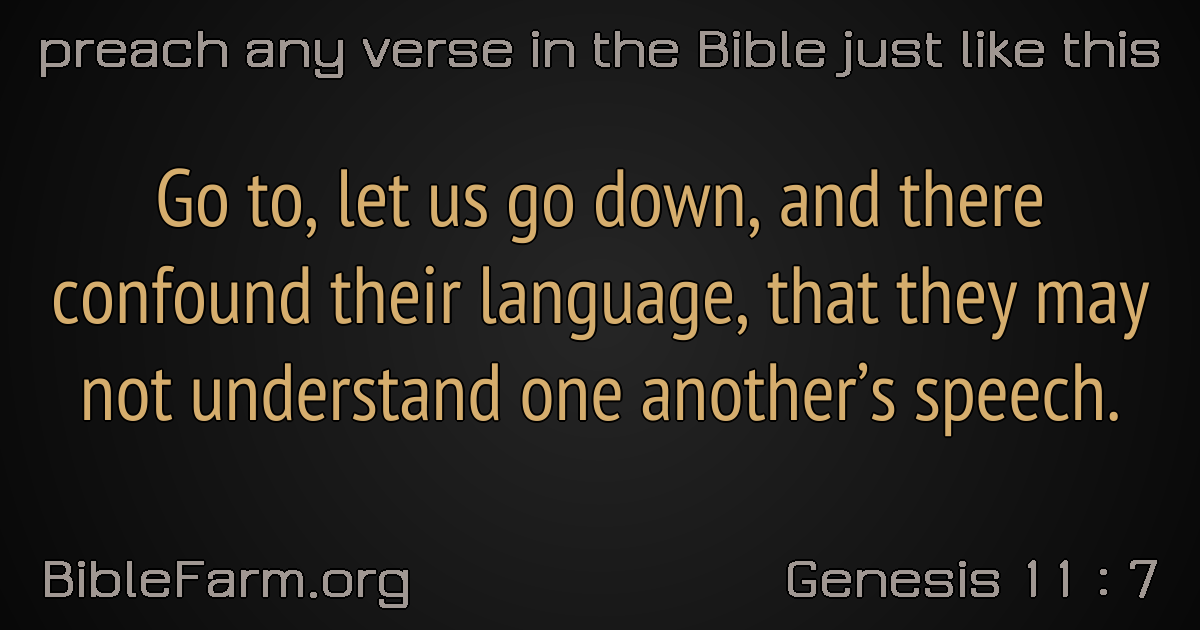 preach any verse in the Bible just like this
Go to, let us go down, and there
confound their language, that they may
not understand one another’s speech.
BibleFarm.org
Genesis 11 : 7